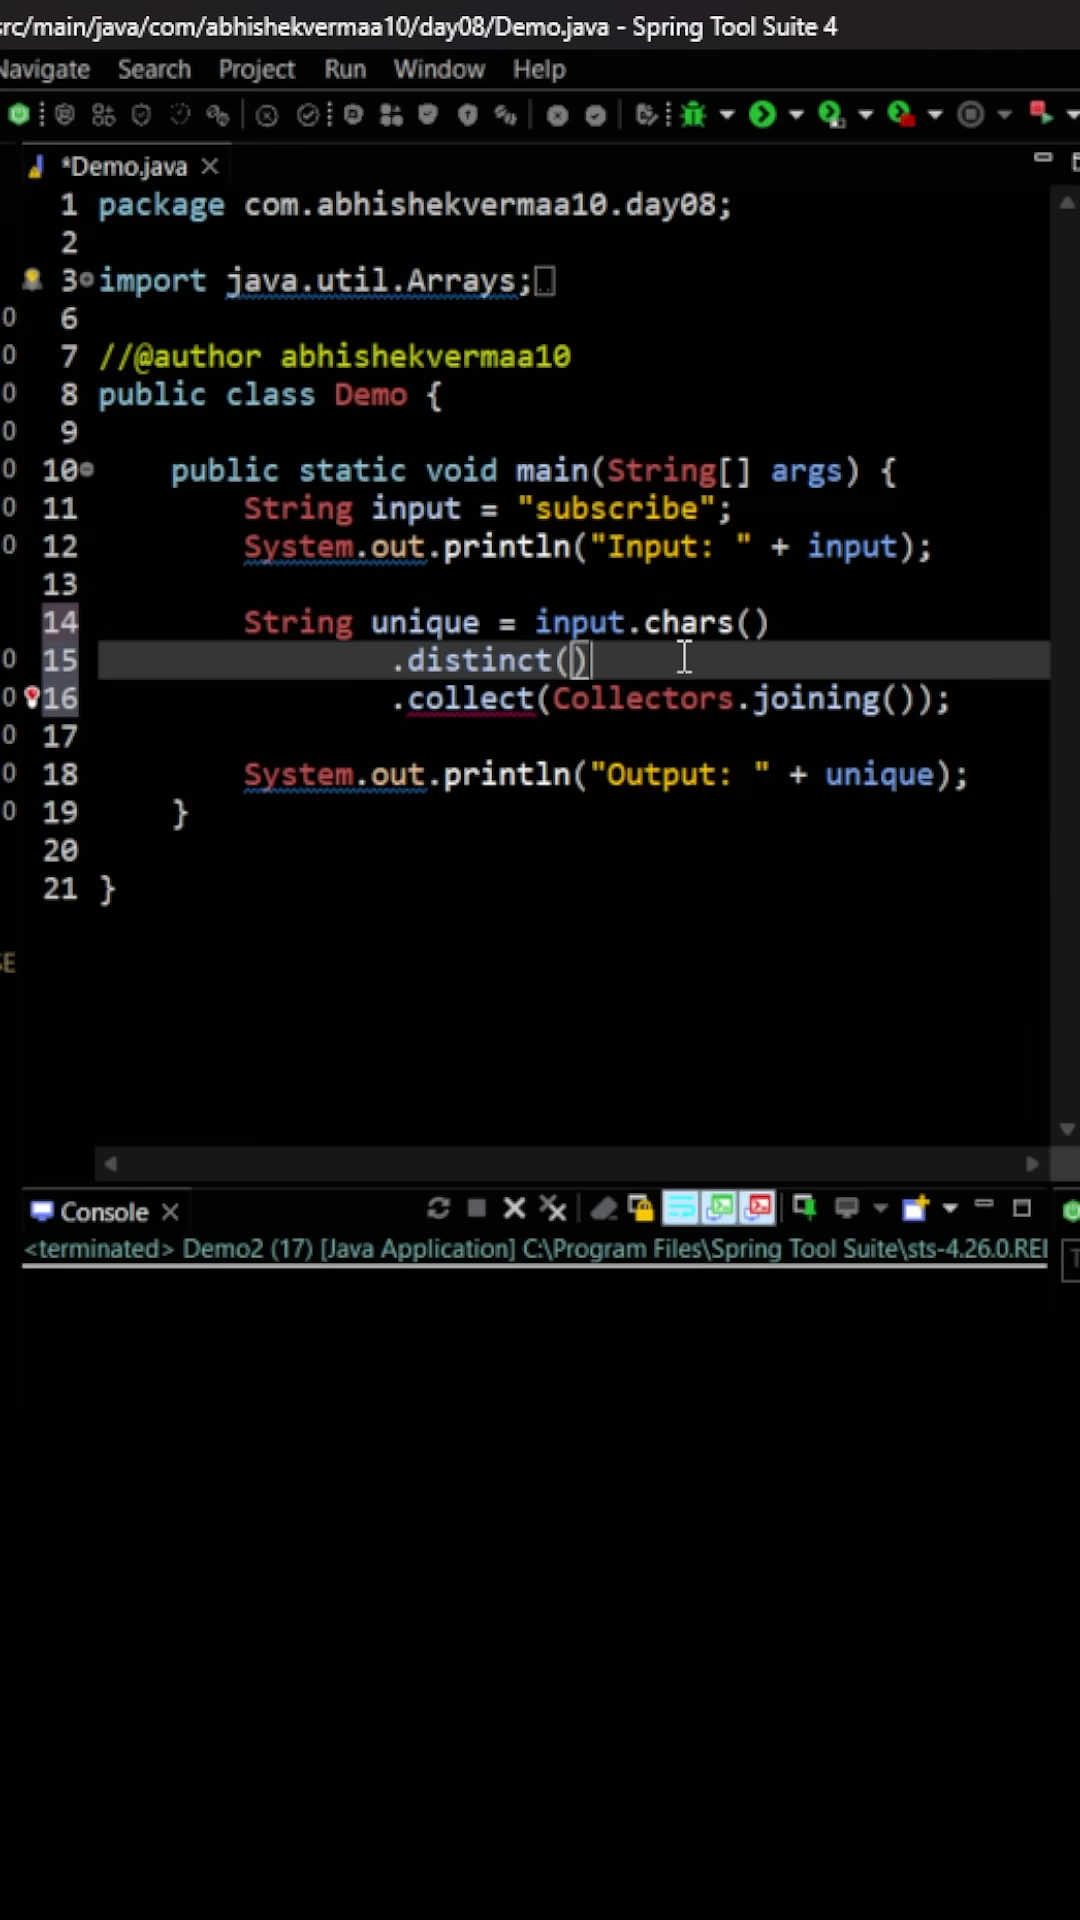 src/main/java/com/abhishekvermaa10/day08/Demo.java - Spring Tool Suite 4
Navigate Search Project Run Window Help
*Demo.java
1 package com.abhishekvermaa10.day08;
2
3 import java.util.Arrays;
6
7 //@author abhishekvermaa10
8 public class Demo {
9
10 public static void main(String[] args) {
11 String input = "subscribe";
12 System.out.println("Input: " + input);
13
14 String unique = input.chars()
15 .distinct()
16 .collect(Collectors.joining());
17
18 System.out.println("Output: " + unique);
19 }
20
21 }
Console
<terminated> Demo2 (17) [Java Application] C:\Program Files\Spring Tool Suite\sts-4.26.0.REL